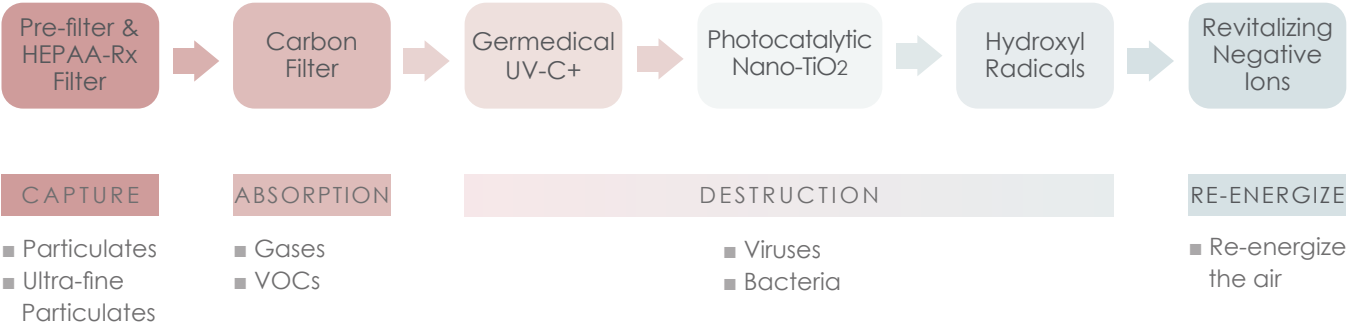 Pre-filter &
HEPAA-Rx
Filter
Carbon
Filter
Germedical
UV-C+
Photocatalytic
Nano-TiO2
Hydroxyl
Radicals
Revitalizing
Negative
Ions
CAPTURE
ABSORPTION
DESTRUCTION
RE-ENERGIZE
■ Particulates
■ Ultra-fine
Particulates
■ Gases
■ VOCs
■ Viruses
■ Bacteria
■ Re-energize
the air